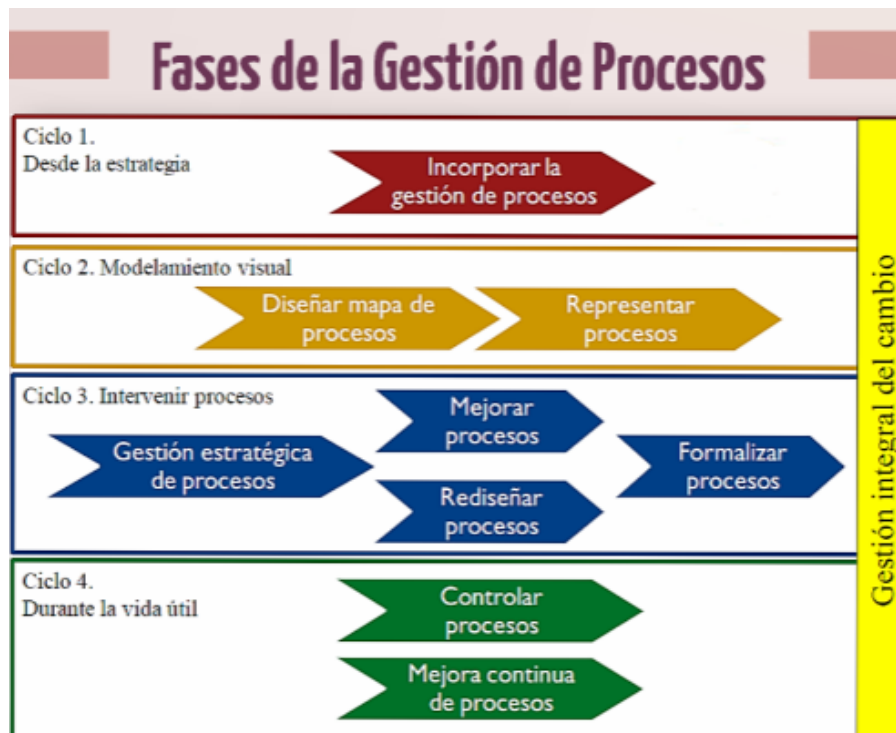 Fases de la Gestión de Procesos
Ciclo 1.
Desde la estrategia
Incorporar la
gestión de procesos
Ciclo 2. Modelamiento visual
Diseñar mapa de
procesos
Representar
procesos
Ciclo 3. Intervenir procesos
Gestión estratégica
de procesos
Mejorar
procesos
Rediseñar
procesos
Formalizar
procesos
Ciclo 4.
Durante la vida útil
Controlar
procesos
Mejora continua
de procesos
Gestión integral del cambio